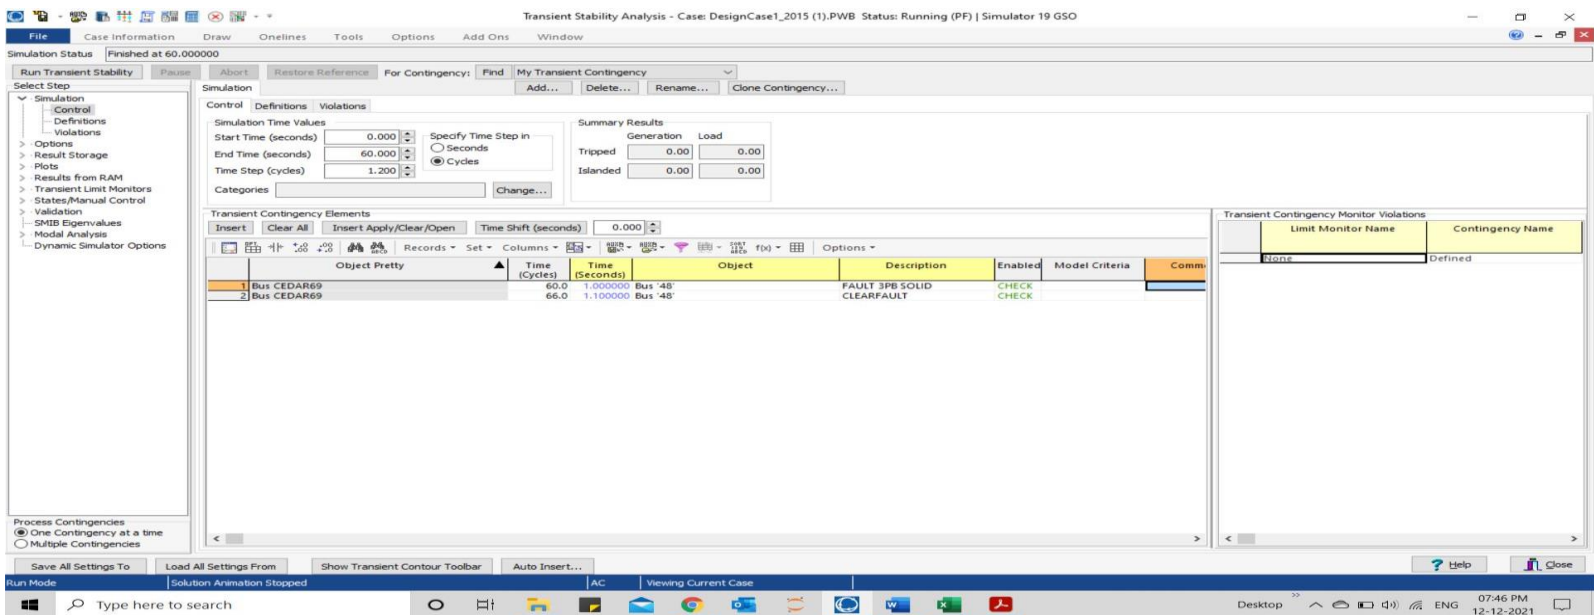 Transient Stability Analysis - Case: DesignCase1_2015 (1).PWB Status: Running (PF) | Simulator 19 GSO
File Case Information Draw Onelines Tools Options Add Ons Window
Simulation Status Finished at 60.000000
Run Transient Stability Pause Abort Restore Reference For Contingency: Find My Transient Contingency
Select Step Simulation Add... Delete... Rename... Clone Contingency...
Simulation
Control
Definitions
Violations
Options
Result Storage
Plots
Results from RAM
Transient Limit Monitors
States/Manual Control
Validation
SMIB Eigenvalues
Modal Analysis
Dynamic Simulator Options
Control Definitions Violations
Simulation Time Values
Start Time (seconds) 0.000
End Time (seconds) 60.000
Time Step (cycles) 1.200
Specify Time Step in
Seconds
Cycles
Categories Change...
Summary Results
Generation Load
Tripped 0.00 0.00
Islanded 0.00 0.00
Transient Contingency Elements
Insert Clear All Insert Apply/Clear/Open Time Shift (seconds) 0.000
Records Set Columns f(x) Options
Object Pretty Time (Cycles) Time (Seconds) Object Description Enabled Model Criteria Comme
1 Bus CEDAR69 60.0 1.000000 Bus '48' FAULT 3PB SOLID CHECK
2 Bus CEDAR69 66.0 1.100000 Bus '48' CLEARFAULT CHECK
Transient Contingency Monitor Violations
Limit Monitor Name Contingency Name
None Defined
Process Contingencies
One Contingency at a time
Multiple Contingencies
Save All Settings To Load All Settings From Show Transient Contour Toolbar Auto Insert... Help Close
Run Mode Solution Animation Stopped AC Viewing Current Case
Type here to search Desktop ENG 07:46 PM
12-12-2021